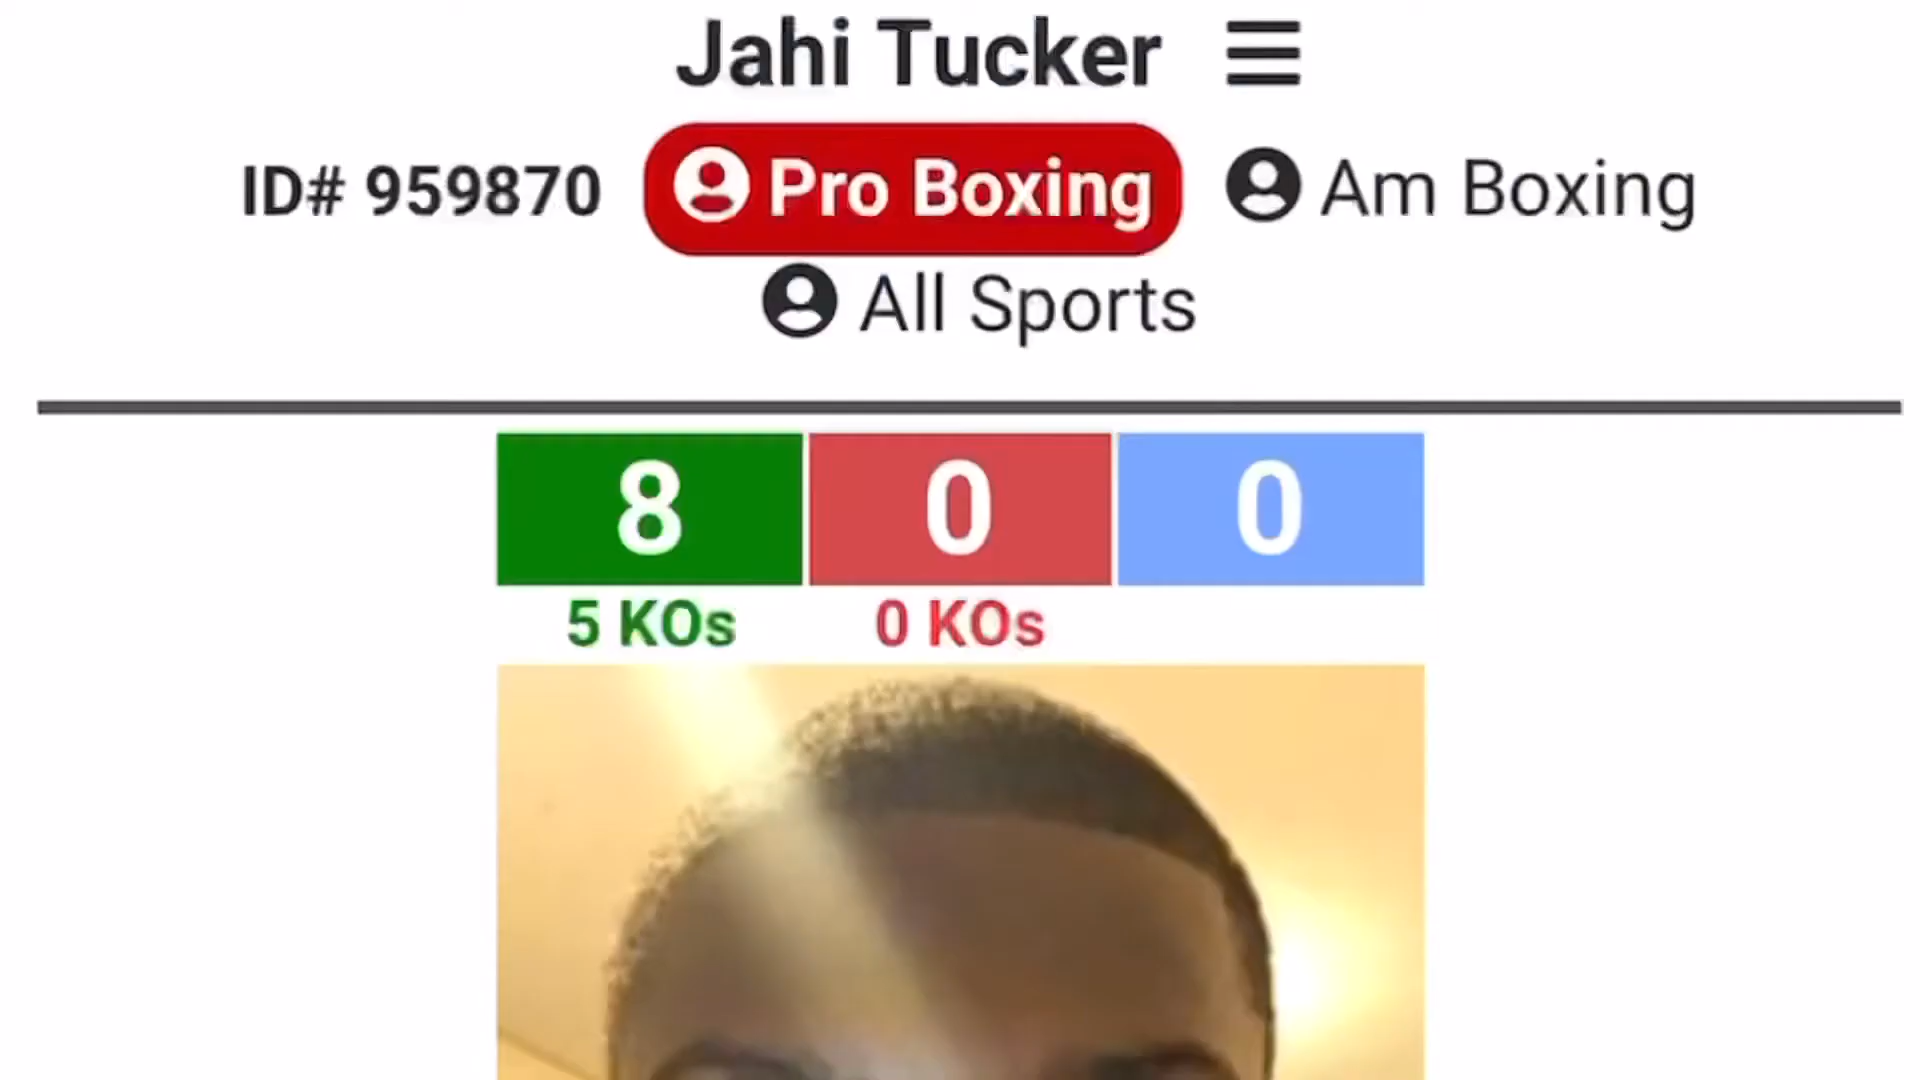 Jahi Tucker
ID# 959870 Pro Boxing Am Boxing
All Sports
8 0 0
5 KOs 0 KOs